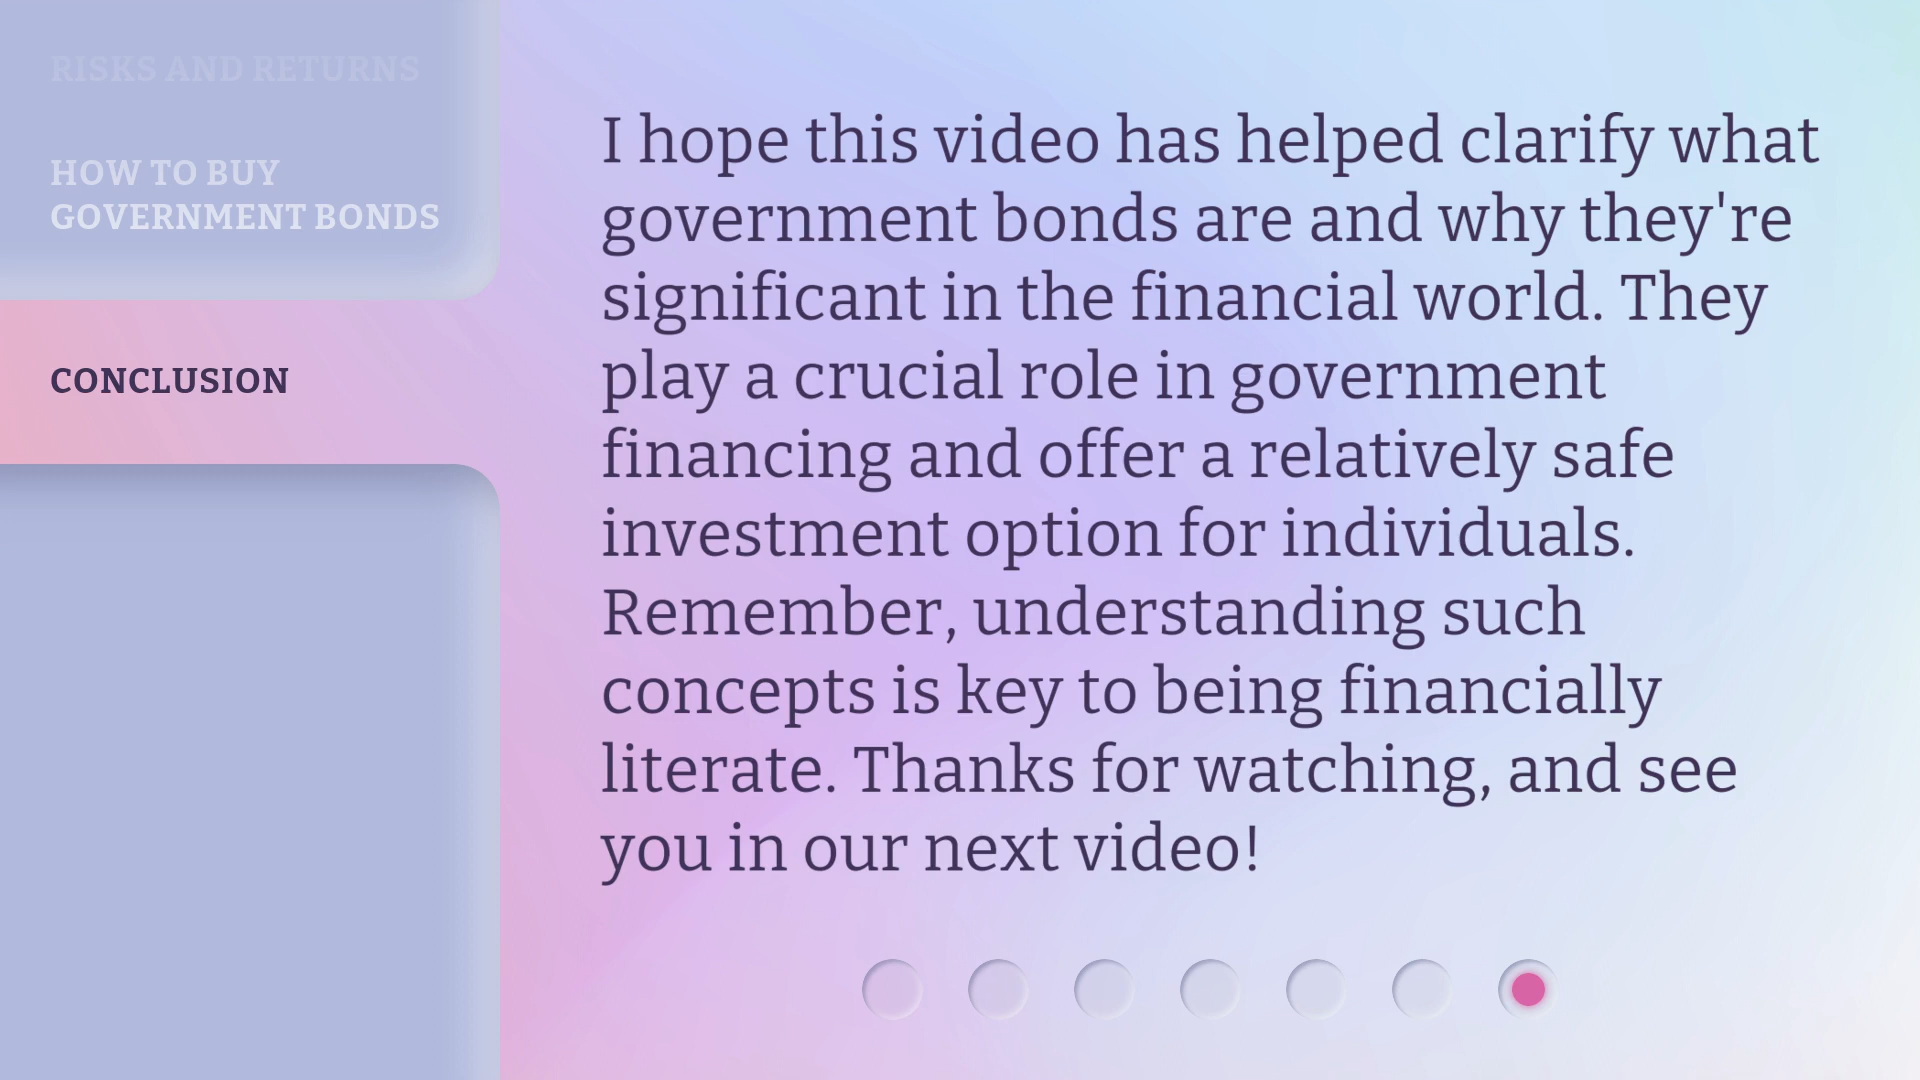 RISKS AND RETURNS
HOW TO BUY
GOVERNMENT BONDS
CONCLUSION
I hope this video has helped clarify what
government bonds are and why they're
significant in the financial world. They
play a crucial role in government
financing and offer a relatively safe
investment option for individuals.
Remember, understanding such
concepts is key to being financially
literate. Thanks for watching, and see
you in our next video!